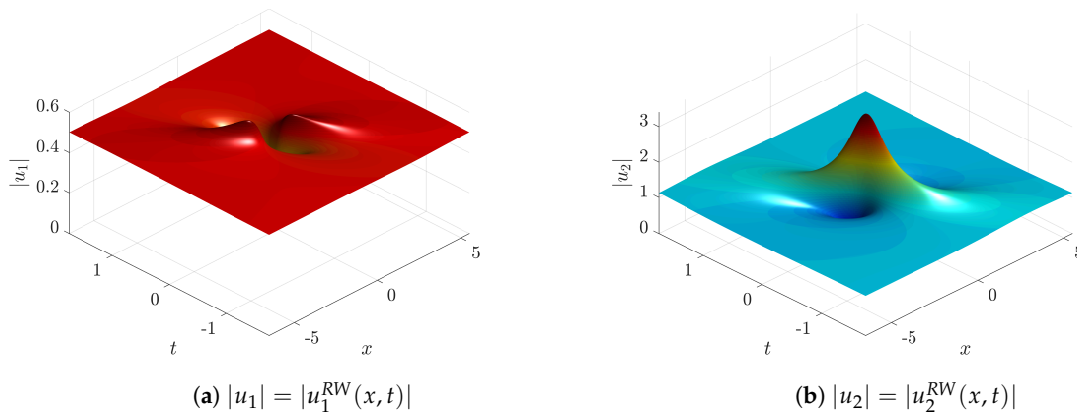 0.6
0.4
0.2
0
|u₁|
1
0
-1
t
-5
0
5
x
(a) |u₁| = |u₁^{RW}(x, t)|
3
2
1
0
|u₂|
1
0
-1
t
-5
0
5
x
(b) |u₂| = |u₂^{RW}(x, t)|